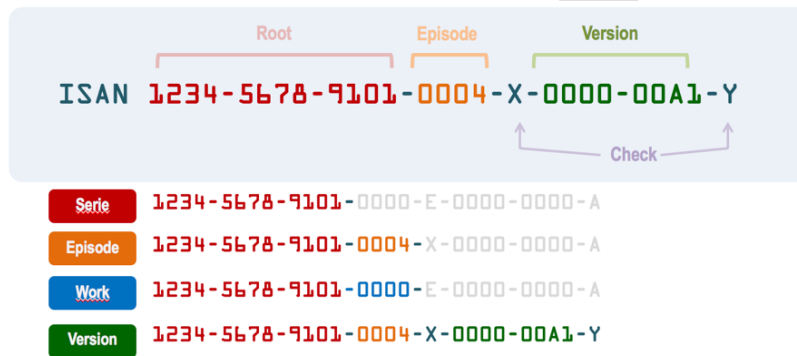 Root Episode Version
ISAN 1234-5678-9101-0004-X-0000-00A1-Y
Check
Serie 1234-5678-9101-0000-E-0000-0000-A
Episode 1234-5678-9101-0004-X-0000-0000-A
Work 1234-5678-9101-0000-E-0000-0000-A
Version 1234-5678-9101-0004-X-0000-00A1-Y